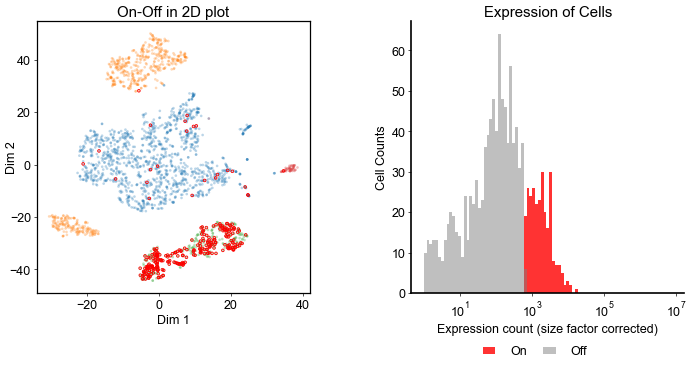 On-Off in 2D plot
Dim 2
40
20
0
−20
−40
−20
0
20
40
Dim 1
Expression of Cells
Cell Counts
60
50
40
30
20
10
0
10^1
10^3
10^5
10^7
Expression count (size factor corrected)
On
Off